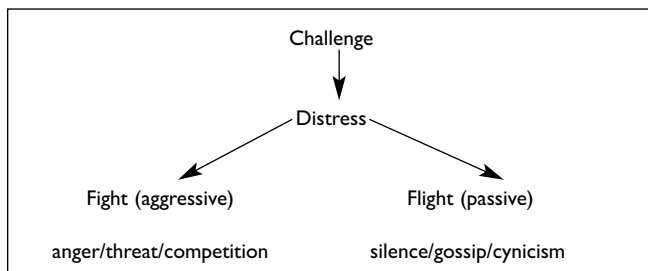 Challenge
Distress
Fight (aggressive)
Flight (passive)
anger/threat/competition
silence/gossip/cynicism